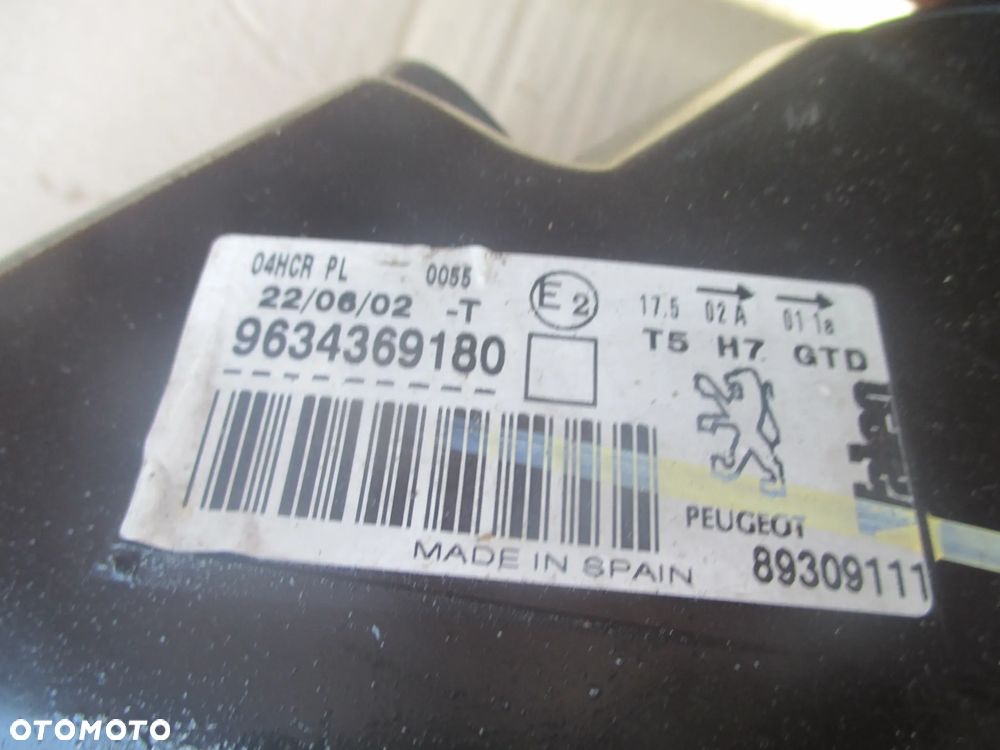 04HCR PL 0055
22/06/02 -T
9634369180
E2
17.5 02 A 01 1a
T5 H7 GTD
PEUGEOT
MADE IN SPAIN
89309111
OTOMOTO